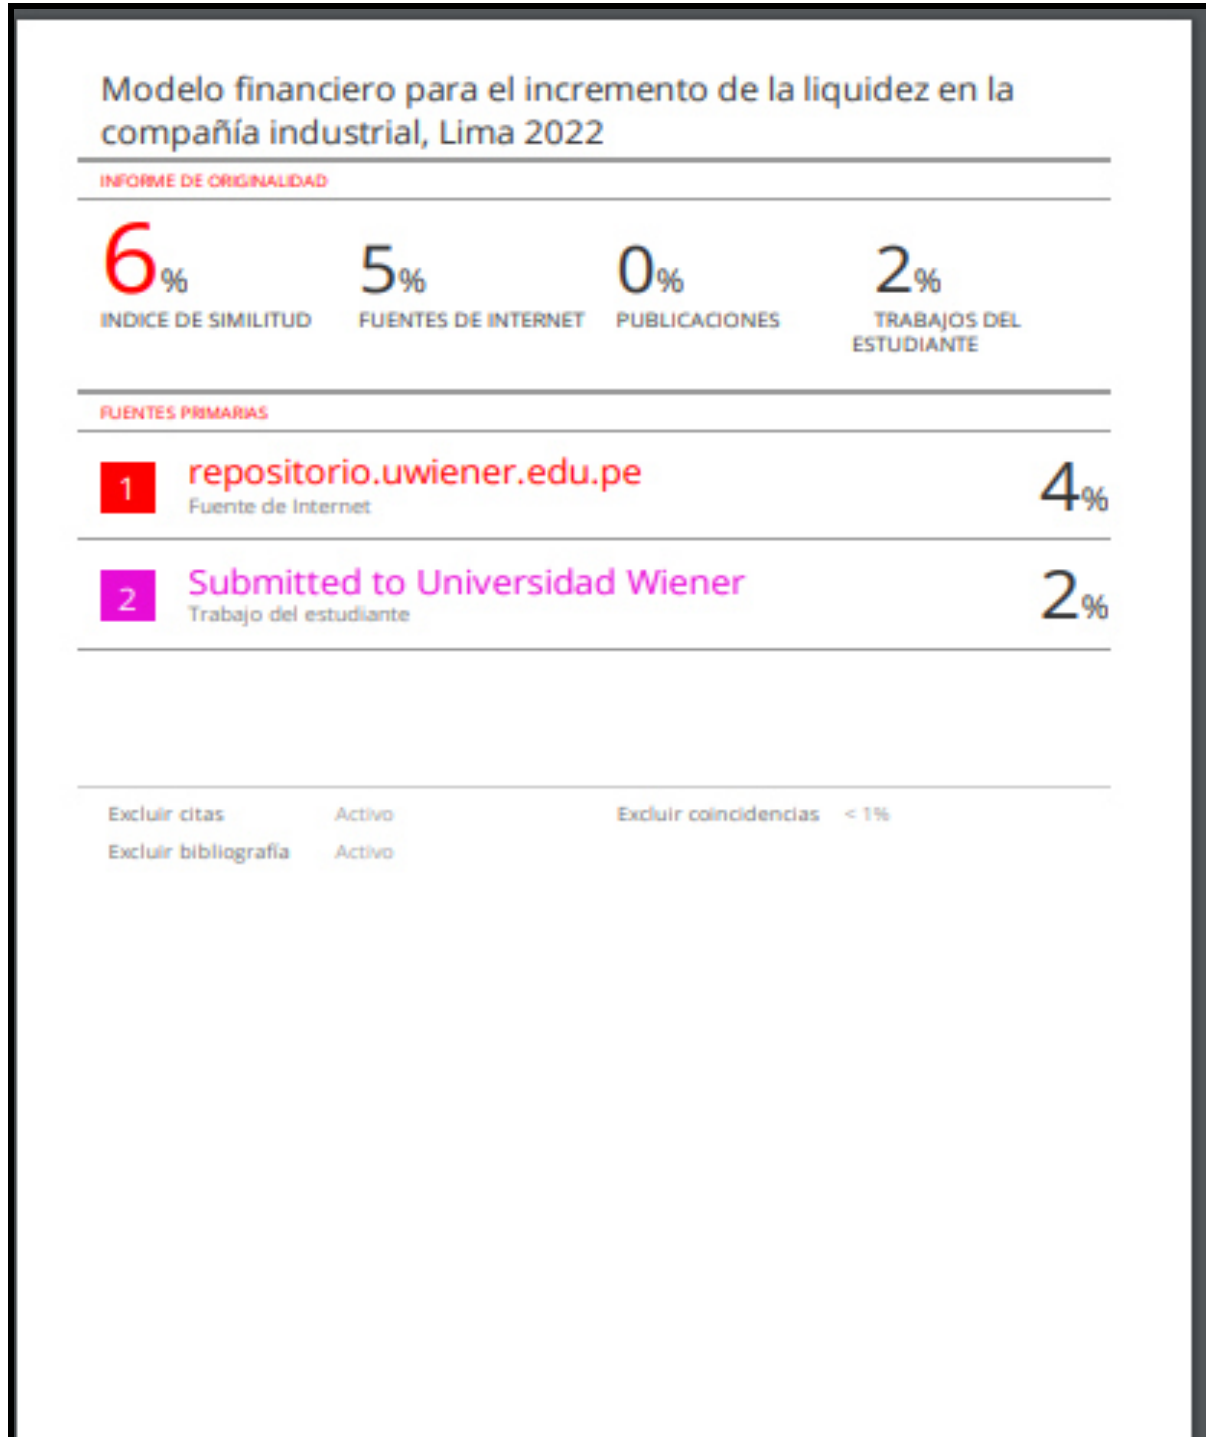 Modelo financiero para el incremento de la liquidez en la
compañía industrial, Lima 2022
INFORME DE ORIGINALIDAD
6% 5% 0% 2%
INDICE DE SIMILITUD FUENTES DE INTERNET PUBLICACIONES TRABAJOS DEL
ESTUDIANTE
FUENTES PRIMARIAS
1 repositorio.uwiener.edu.pe 4%
Fuente de Internet
2 Submitted to Universidad Wiener 2%
Trabajo del estudiante
Excluir citas Activo Excluir coincidencias < 1%
Excluir bibliografía Activo